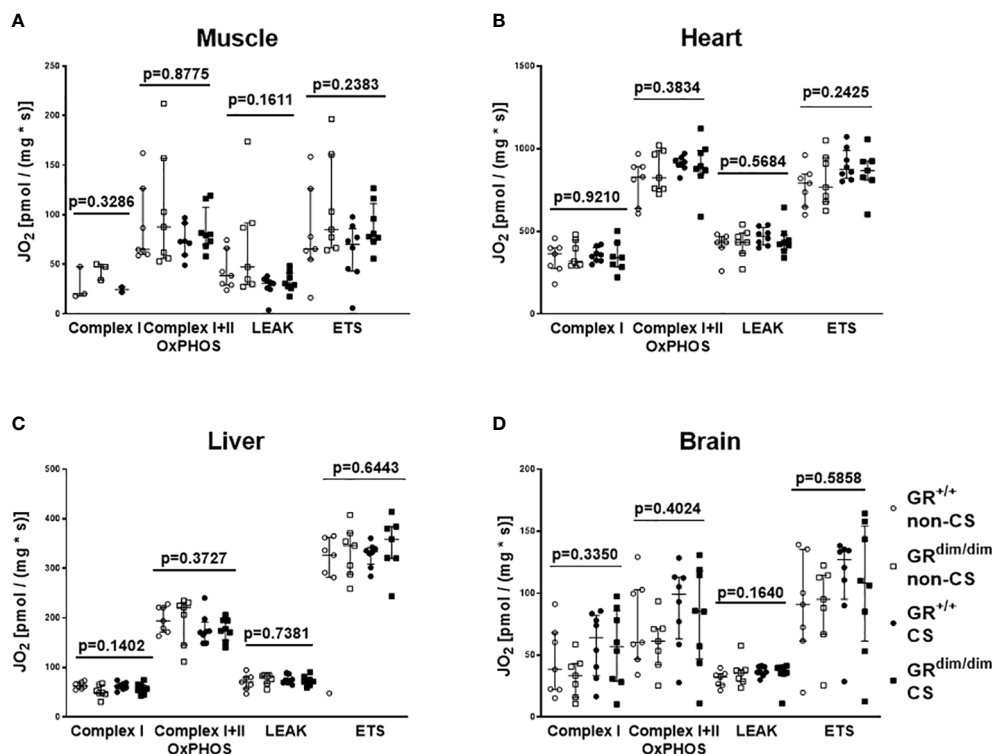 A
Muscle
JO2 [pmol / (mg * s)]
250
200
150
100
50
0
p=0.3286
p=0.8775
p=0.1611
p=0.2383
Complex I
Complex I+II
OxPHOS
LEAK
ETS
B
Heart
JO2 [pmol / (mg * s)]
1500
1000
500
0
p=0.9210
p=0.3834
p=0.5684
p=0.2425
Complex I
Complex I+II
OxPHOS
LEAK
ETS
C
Liver
JO2 [pmol / (mg * s)]
500
400
300
200
100
0
p=0.1402
p=0.3727
p=0.7381
p=0.6443
Complex I
Complex I+II
OxPHOS
LEAK
ETS
D
Brain
JO2 [pmol / (mg * s)]
200
150
100
50
0
p=0.3350
p=0.4024
p=0.1640
p=0.5858
Complex I
Complex I+II
OxPHOS
LEAK
ETS
GR+/+
non-CS
GRdim/dim
non-CS
GR+/+
CS
GRdim/dim
CS